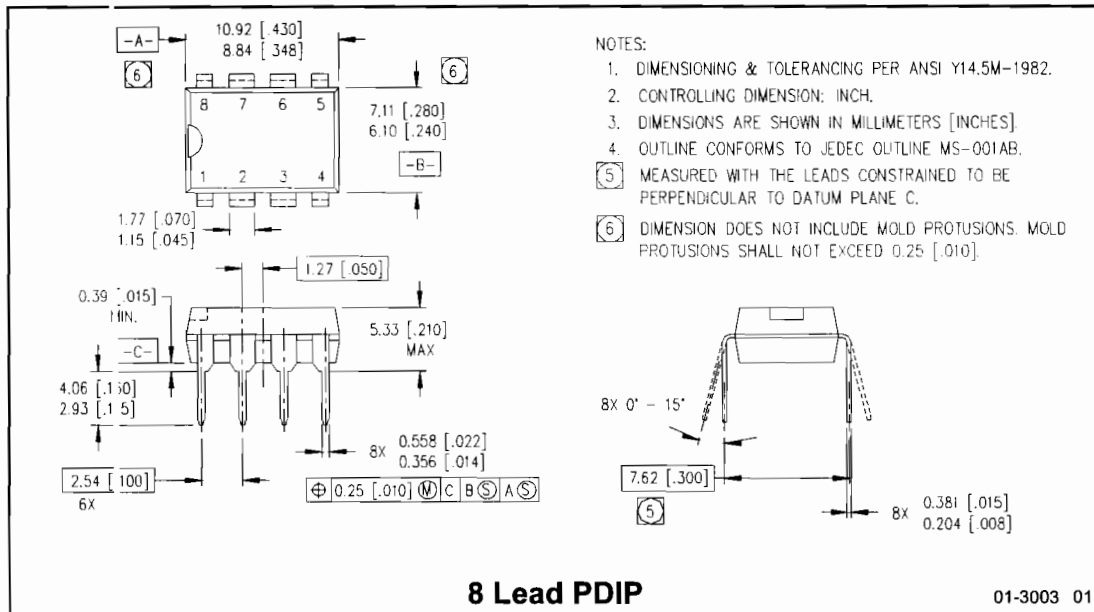 -A-
10.92 [.430]
8.84 [ 348]
6
6
8 7 6 5
7.11 [.280]
6.10 [.240]
-B-
1 2 3 4
1.77 [.070]
1.15 [.045]
1.27 [.050]
0.39 [.015]
MIN.
5.33 [.210]
MAX
-C-
4.06 [.160]
2.93 [.1 5]
8X 0.558 [.022]
0.356 [.014]
2.54 [ 100]
6X
⌖ 0.25 [.010] Ⓜ C B Ⓢ A Ⓢ
NOTES:
1. DIMENSIONING & TOLERANCING PER ANSI Y14.5M-1982.
2. CONTROLLING DIMENSION: INCH.
3. DIMENSIONS ARE SHOWN IN MILLIMETERS [INCHES].
4. OUTLINE CONFORMS TO JEDEC OUTLINE MS-001AB.
5 MEASURED WITH THE LEADS CONSTRAINED TO BE
PERPENDICULAR TO DATUM PLANE C.
6 DIMENSION DOES NOT INCLUDE MOLD PROTUSIONS. MOLD
PROTUSIONS SHALL NOT EXCEED 0.25 [.010].
8X 0° - 15°
7.62 [.300]
5
8X 0.381 [.015]
0.204 [.008]
8 Lead PDIP
01-3003 01